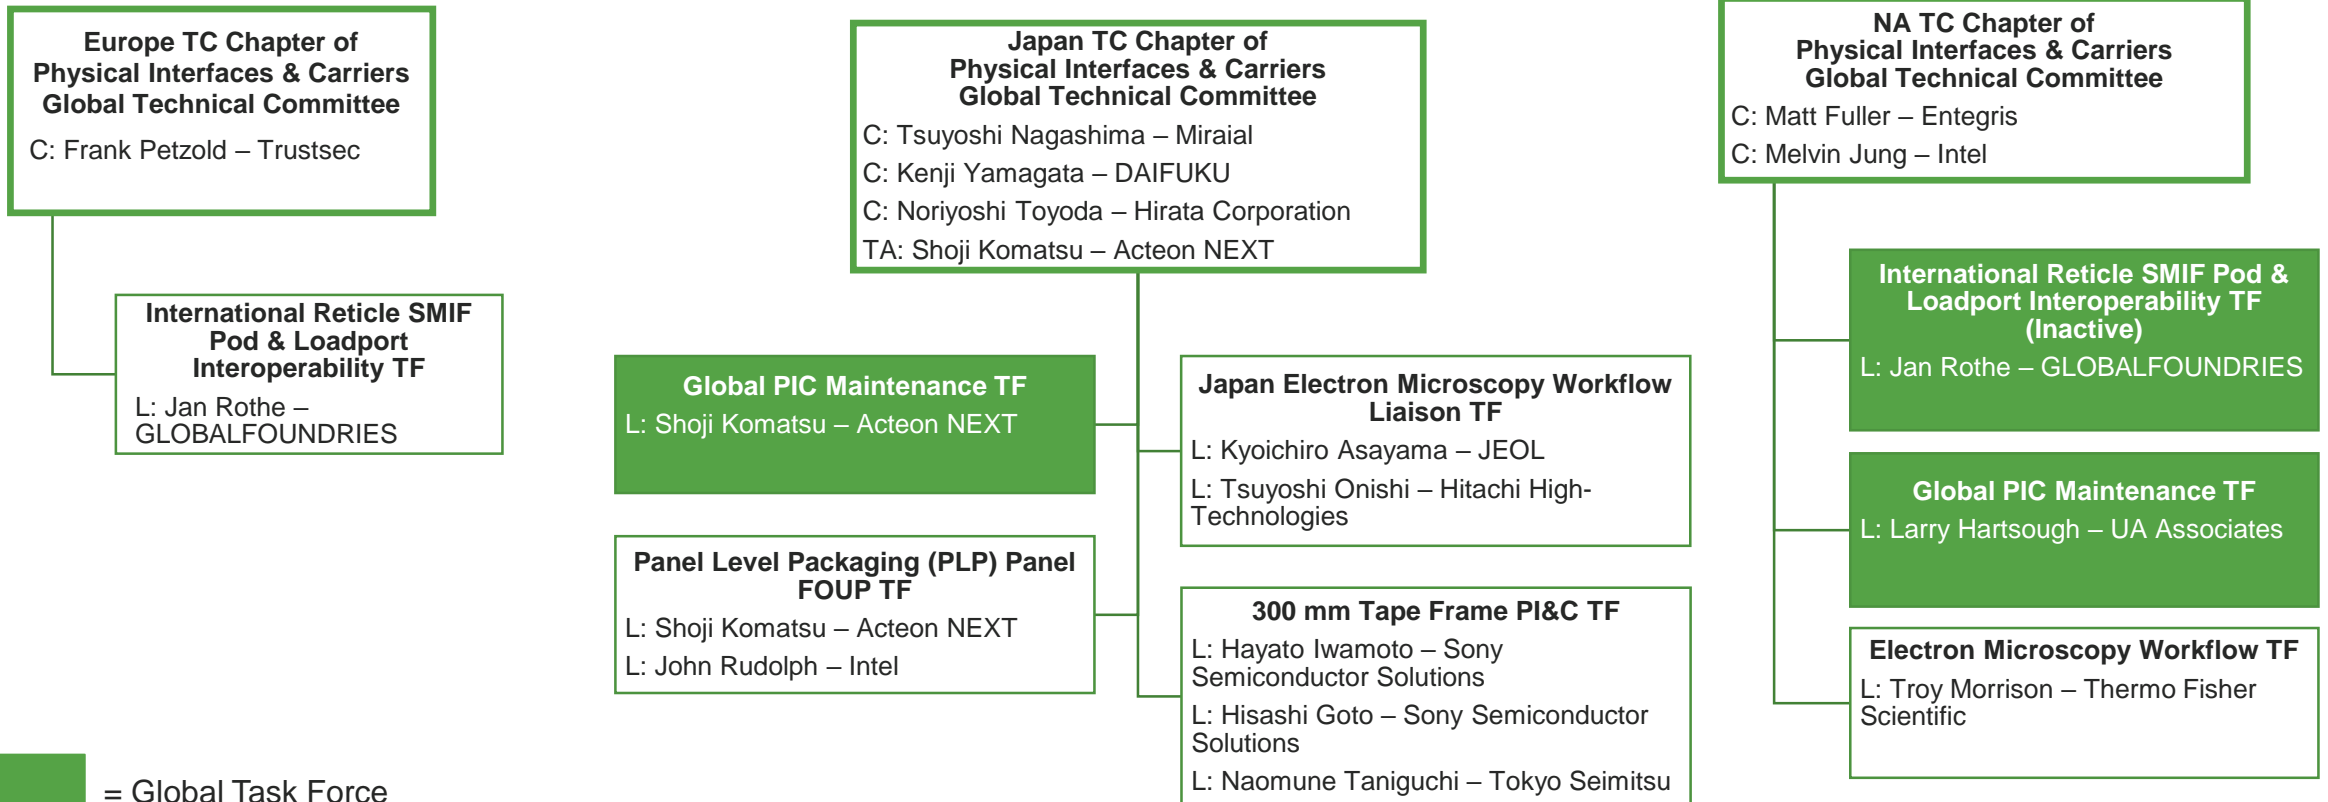 Europe TC Chapter of
Physical Interfaces & Carriers
Global Technical Committee
C: Frank Petzold – Trustsec
International Reticle SMIF
Pod & Loadport
Interoperability TF
L: Jan Rothe –
GLOBALFOUNDRIES
Japan TC Chapter of
Physical Interfaces & Carriers
Global Technical Committee
C: Tsuyoshi Nagashima – Miraial
C: Kenji Yamagata – DAIFUKU
C: Noriyoshi Toyoda – Hirata Corporation
TA: Shoji Komatsu – Acteon NEXT
Global PIC Maintenance TF
L: Shoji Komatsu – Acteon NEXT
Panel Level Packaging (PLP) Panel
FOUP TF
L: Shoji Komatsu – Acteon NEXT
L: John Rudolph – Intel
Japan Electron Microscopy Workflow
Liaison TF
L: Kyoichiro Asayama – JEOL
L: Tsuyoshi Onishi – Hitachi High-
Technologies
300 mm Tape Frame PI&C TF
L: Hayato Iwamoto – Sony
Semiconductor Solutions
L: Hisashi Goto – Sony Semiconductor
Solutions
L: Naomune Taniguchi – Tokyo Seimitsu
NA TC Chapter of
Physical Interfaces & Carriers
Global Technical Committee
C: Matt Fuller – Entegris
C: Melvin Jung – Intel
International Reticle SMIF Pod &
Loadport Interoperability TF
(Inactive)
L: Jan Rothe – GLOBALFOUNDRIES
Global PIC Maintenance TF
L: Larry Hartsough – UA Associates
Electron Microscopy Workflow TF
L: Troy Morrison – Thermo Fisher
Scientific
= Global Task Force